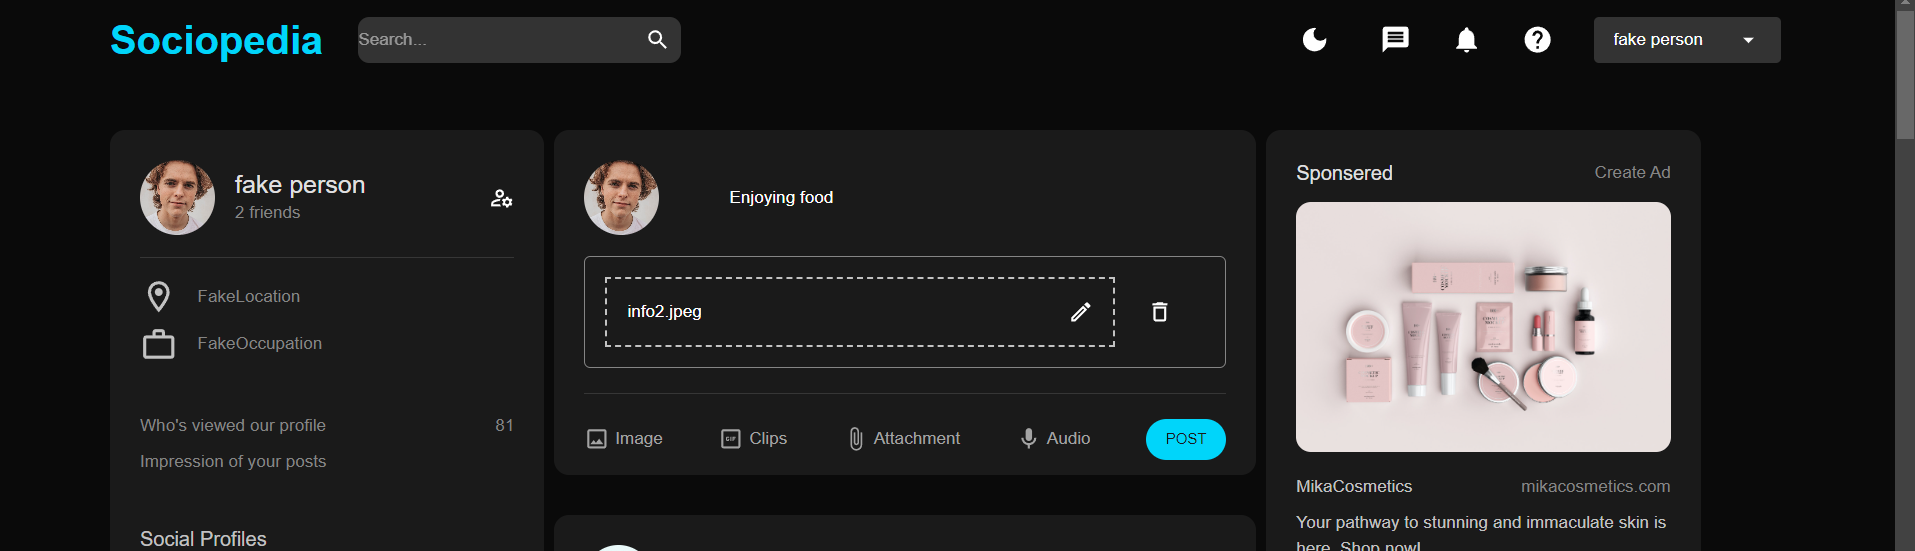 Sociopedia
Search...
fake person
fake person
2 friends
FakeLocation
FakeOccupation
Who's viewed our profile 81
Impression of your posts
Social Profiles
Enjoying food
info2.jpeg
Image
Clips
Attachment
Audio
POST
Sponsered
Create Ad
MikaCosmetics
mikacosmetics.com
Your pathway to stunning and immaculate skin is
here. Shop now!